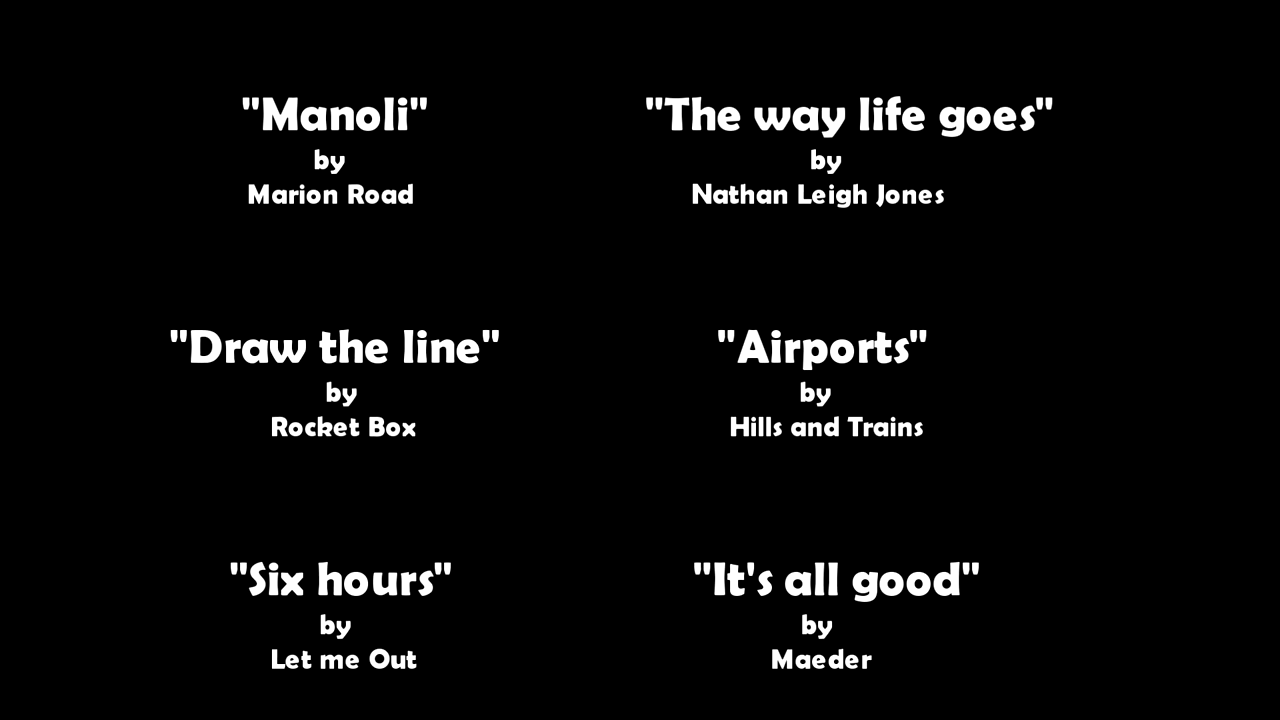 "Manoli"
by
Marion Road
"The way life goes"
by
Nathan Leigh Jones
"Draw the line"
by
Rocket Box
"Airports"
by
Hills and Trains
"Six hours"
by
Let me Out
"It's all good"
by
Maeder